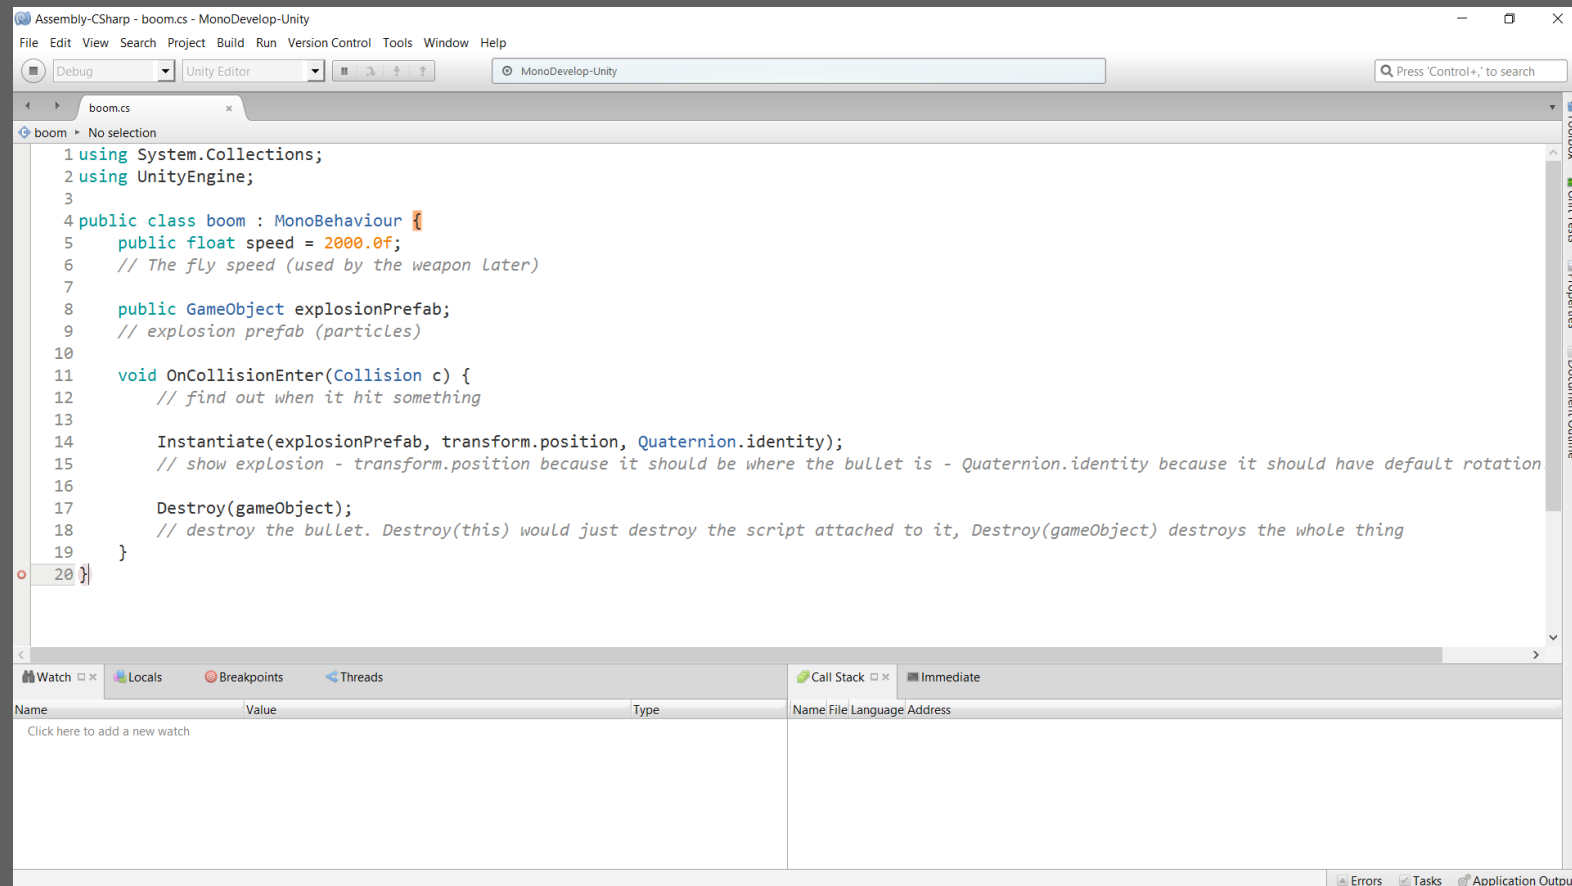 Assembly-CSharp - boom.cs - MonoDevelop-Unity
File Edit View Search Project Build Run Version Control Tools Window Help
Debug Unity Editor MonoDevelop-Unity Press 'Control+,' to search
boom.cs
boom No selection
1 using System.Collections;
2 using UnityEngine;
3
4 public class boom : MonoBehaviour {
5 public float speed = 2000.0f;
6 // The fly speed (used by the weapon later)
7
8 public GameObject explosionPrefab;
9 // explosion prefab (particles)
10
11 void OnCollisionEnter(Collision c) {
12 // find out when it hit something
13
14 Instantiate(explosionPrefab, transform.position, Quaternion.identity);
15 // show explosion - transform.position because it should be where the bullet is - Quaternion.identity because it should have default rotation
16
17 Destroy(gameObject);
18 // destroy the bullet. Destroy(this) would just destroy the script attached to it, Destroy(gameObject) destroys the whole thing
19 }
20 }
Watch Locals Breakpoints Threads Call Stack Immediate
Name Value Type Name File Language Address
Click here to add a new watch
Errors Tasks Application Outpu